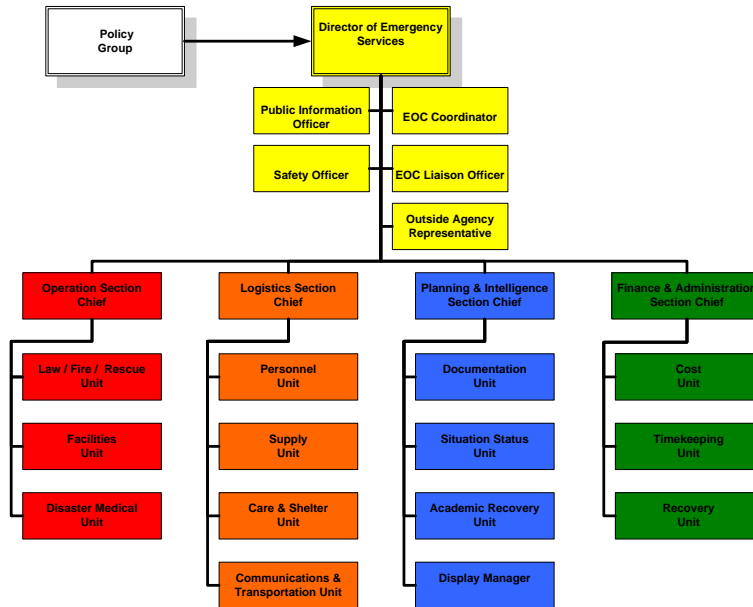 Policy
Group
Director of Emergency
Services
Public Information
Officer
EOC Coordinator
Safety Officer
EOC Liaison Officer
Outside Agency
Representative
Operation Section
Chief
Logistics Section
Chief
Planning & Intelligence
Section Chief
Finance & Administration
Section Chief
Law / Fire / Rescue
Unit
Personnel
Unit
Documentation
Unit
Cost
Unit
Facilities
Unit
Supply
Unit
Situation Status
Unit
Timekeeping
Unit
Disaster Medical
Unit
Care & Shelter
Unit
Academic Recovery
Unit
Recovery
Unit
Communications &
Transportation Unit
Display Manager